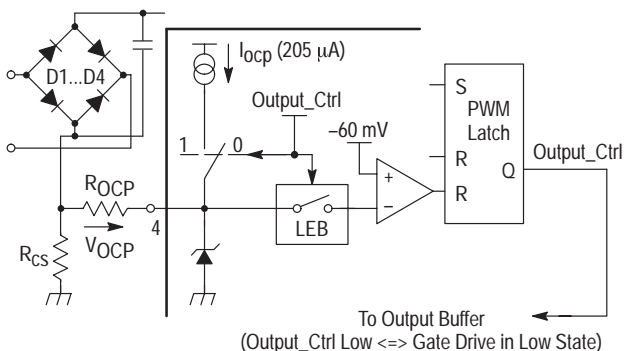 I_ocp (205 μA)
D1...D4
Output_Ctrl
1 0
–60 mV
S
PWM
Latch
R
Q
R
Output_Ctrl
+
–
R_OCP
V_OCP
4
LEB
R_CS
To Output Buffer
(Output_Ctrl Low <=> Gate Drive in Low State)